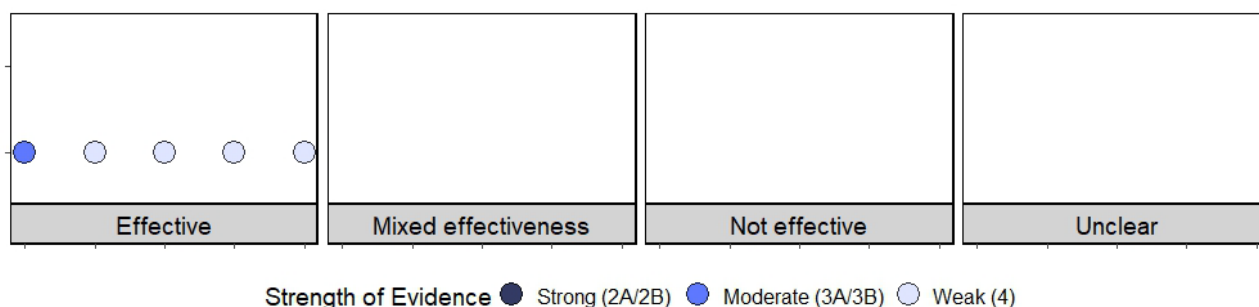 Effective
Mixed effectiveness
Not effective
Unclear
Strength of Evidence Strong (2A/2B) Moderate (3A/3B) Weak (4)